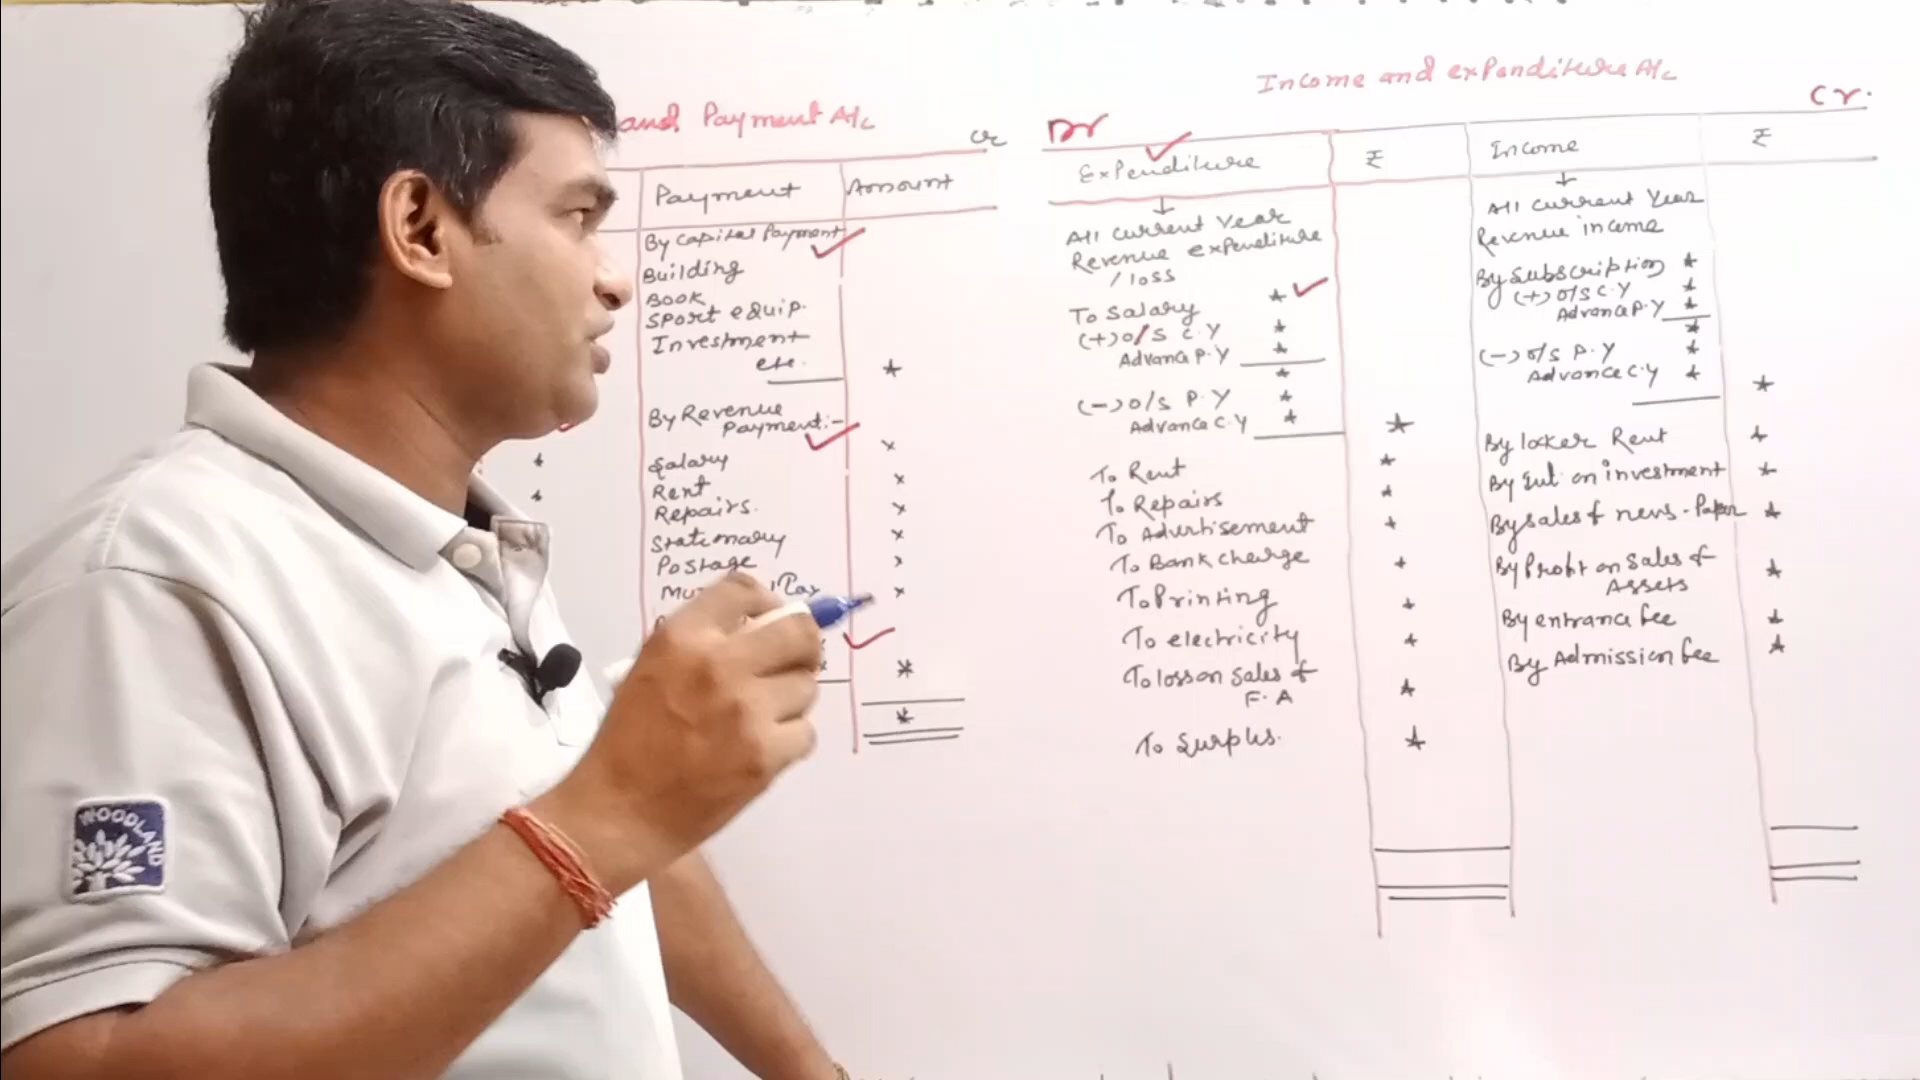 and Payment A/c
Cr
Payment
Amount
By Capital Payment
Building
Book
Sport equip.
Investment
etc.
By Revenue
Payment:-
Salary
Rent
Repairs.
Stationary
Postage
Income and expenditure A/c
Dr
Cr.
Expenditure
₹
Income
₹
All current year
Revenue expenditure
/ loss
To Salary
(+) o/s C.Y
Advance P.Y
(-) o/s P.Y
Advance C.Y
To Rent
To Repairs
To Advertisement
To Bank charge
To Printing
To electricity
To loss on sales of
F.A
To Surplus.
All current Year
Revenue income
By Subscription
(+) o/s C.Y
Advance P.Y
(-) o/s P.Y
Advance C.Y
By locker Rent
By Int. on investment
By sales of news-Paper
By Profit on Sales of
Assets
By entrance fee
By Admission fee
WOODLAND